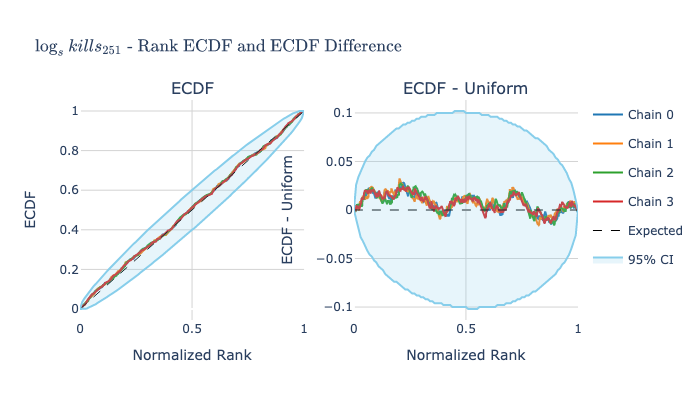 log_s kills_251 - Rank ECDF and ECDF Difference
ECDF
ECDF - Uniform
ECDF
1
0.8
0.6
0.4
0.2
0
0
0.5
1
Normalized Rank
ECDF - Uniform
0.1
0.05
0
−0.05
−0.1
0
0.5
1
Normalized Rank
Chain 0
Chain 1
Chain 2
Chain 3
Expected
95% CI